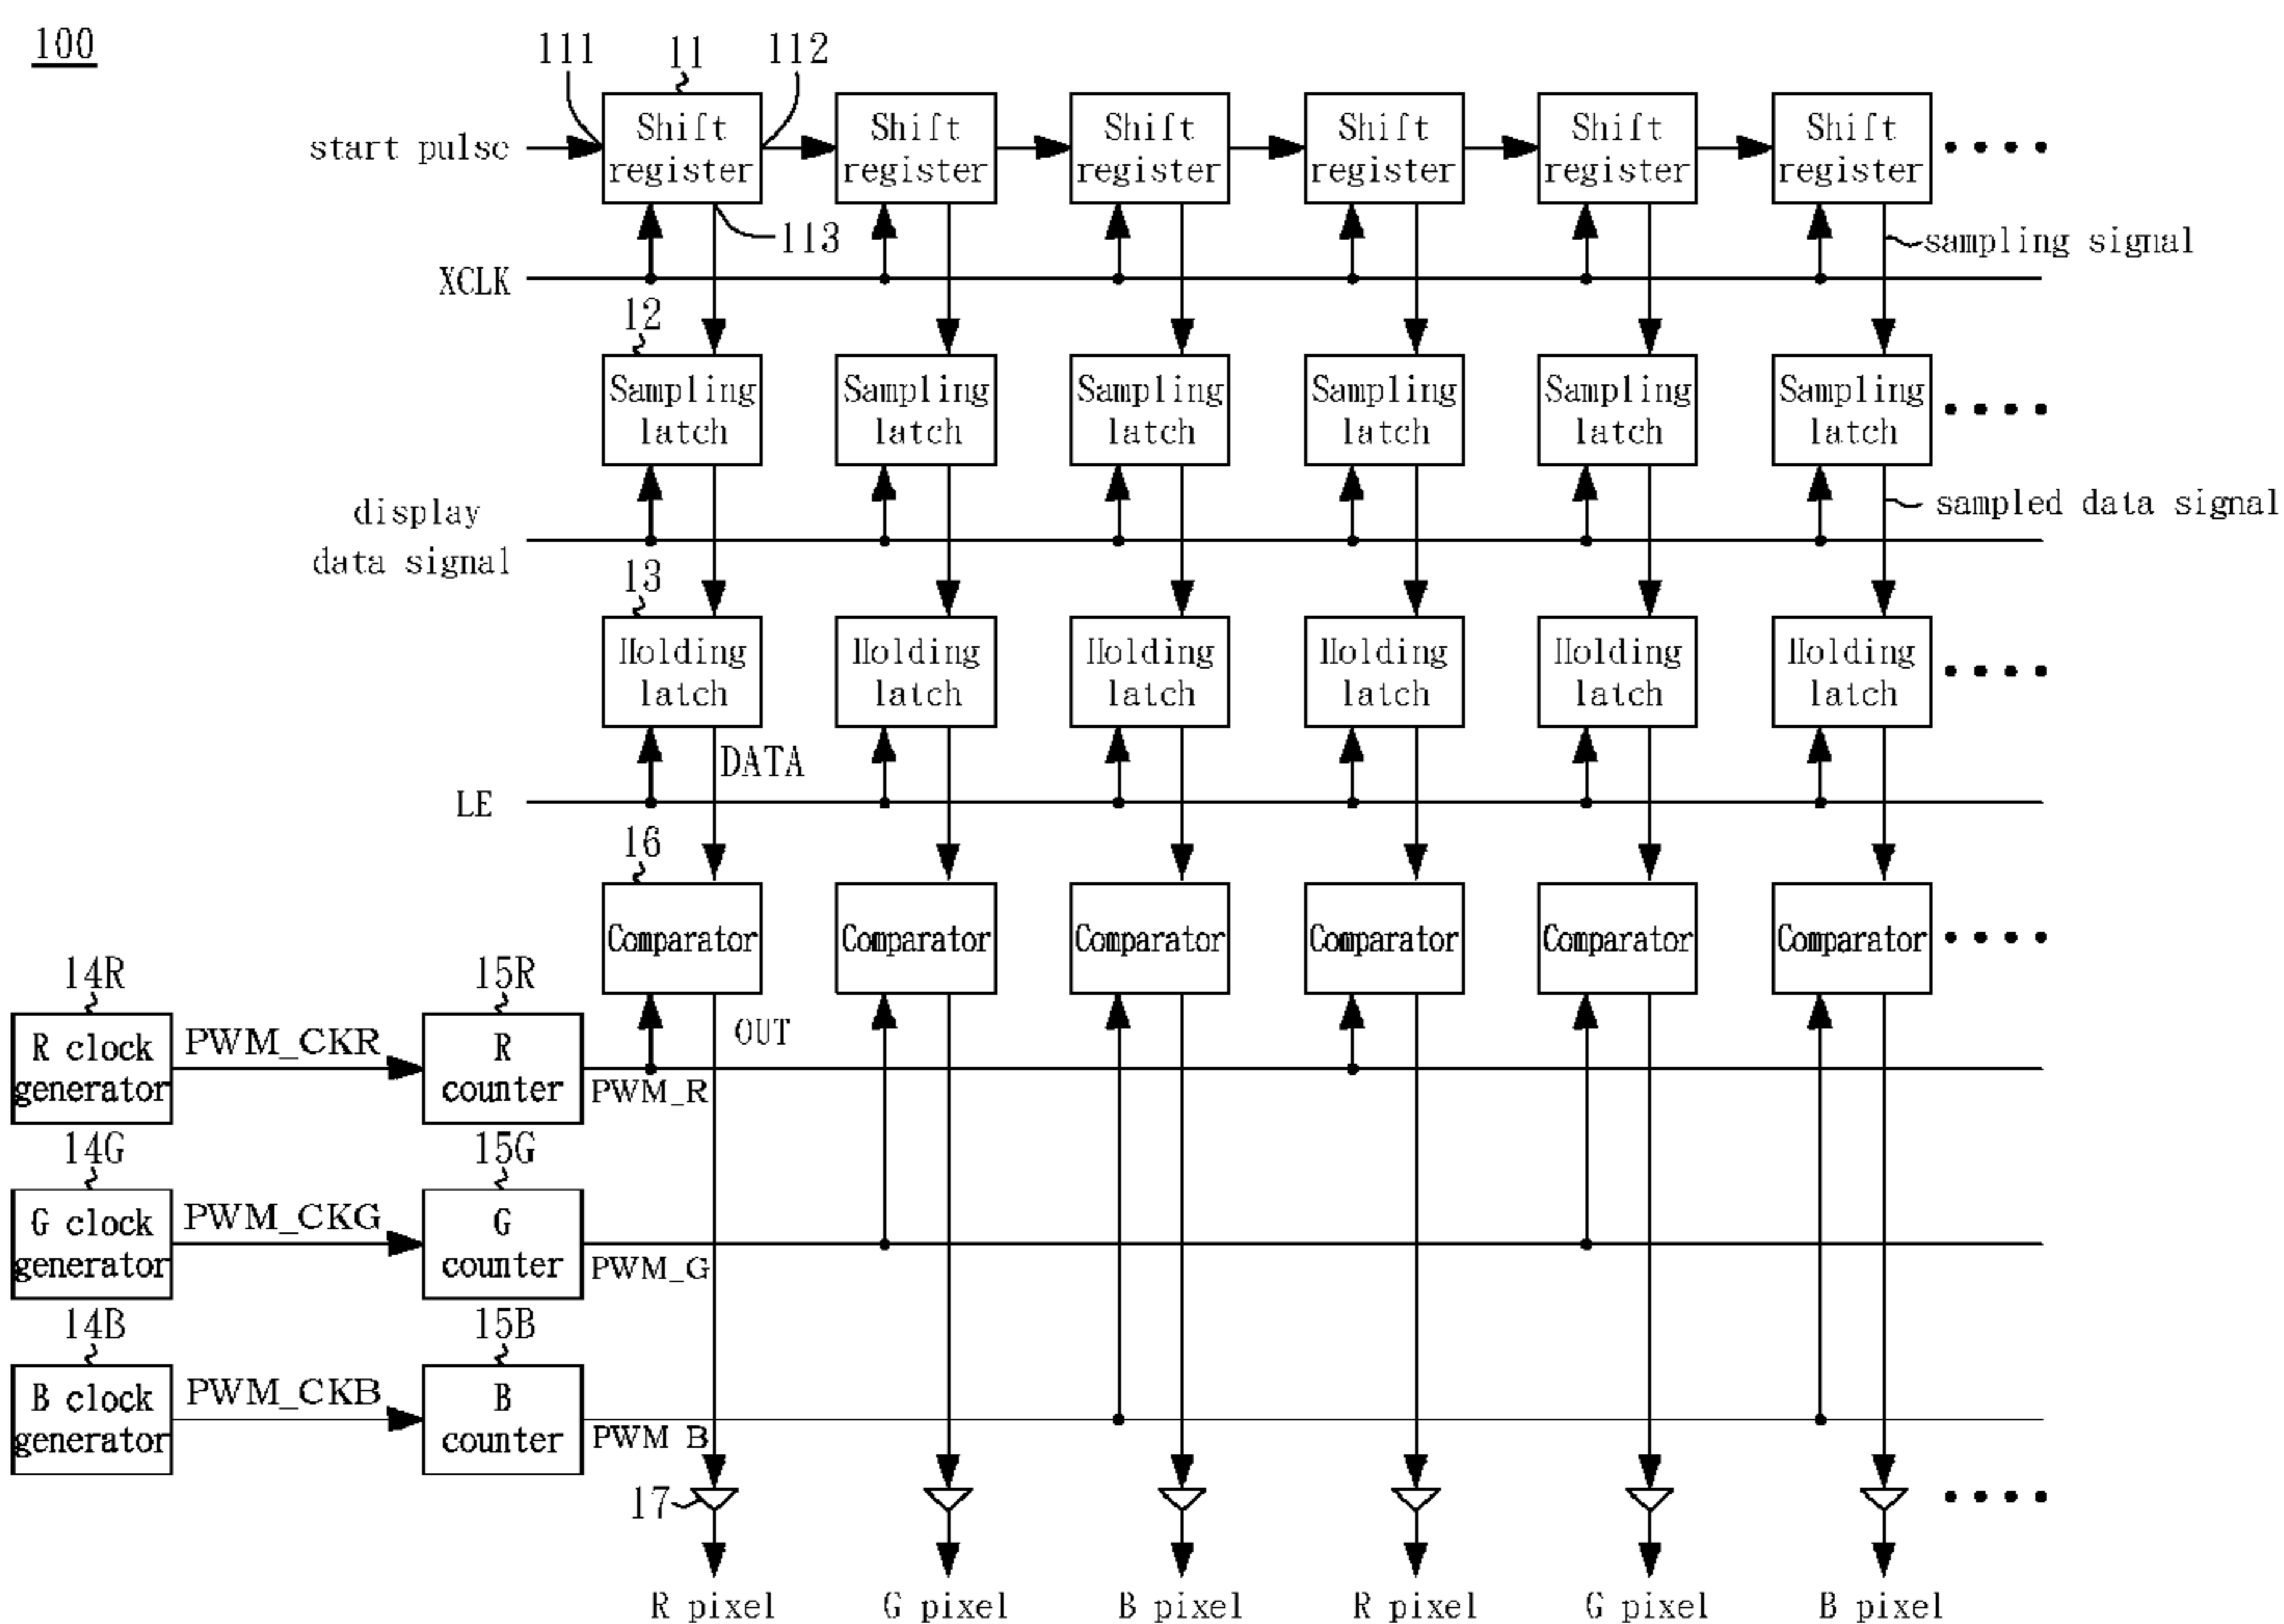 100
111 11 112
start pulse
Shift register Shift register Shift register Shift register Shift register Shift register
113
sampling signal
XCLK
12
Sampling latch Sampling latch Sampling latch Sampling latch Sampling latch Sampling latch
display data signal
sampled data signal
13
Holding latch Holding latch Holding latch Holding latch Holding latch Holding latch
DATA
LE
16
Comparator Comparator Comparator Comparator Comparator Comparator
14R 15R
R clock generator PWM_CKR R counter PWM_R
OUT
14G 15G
G clock generator PWM_CKG G counter PWM_G
14B 15B
B clock generator PWM_CKB B counter PWM B
17
R pixel G pixel B pixel R pixel G pixel B pixel